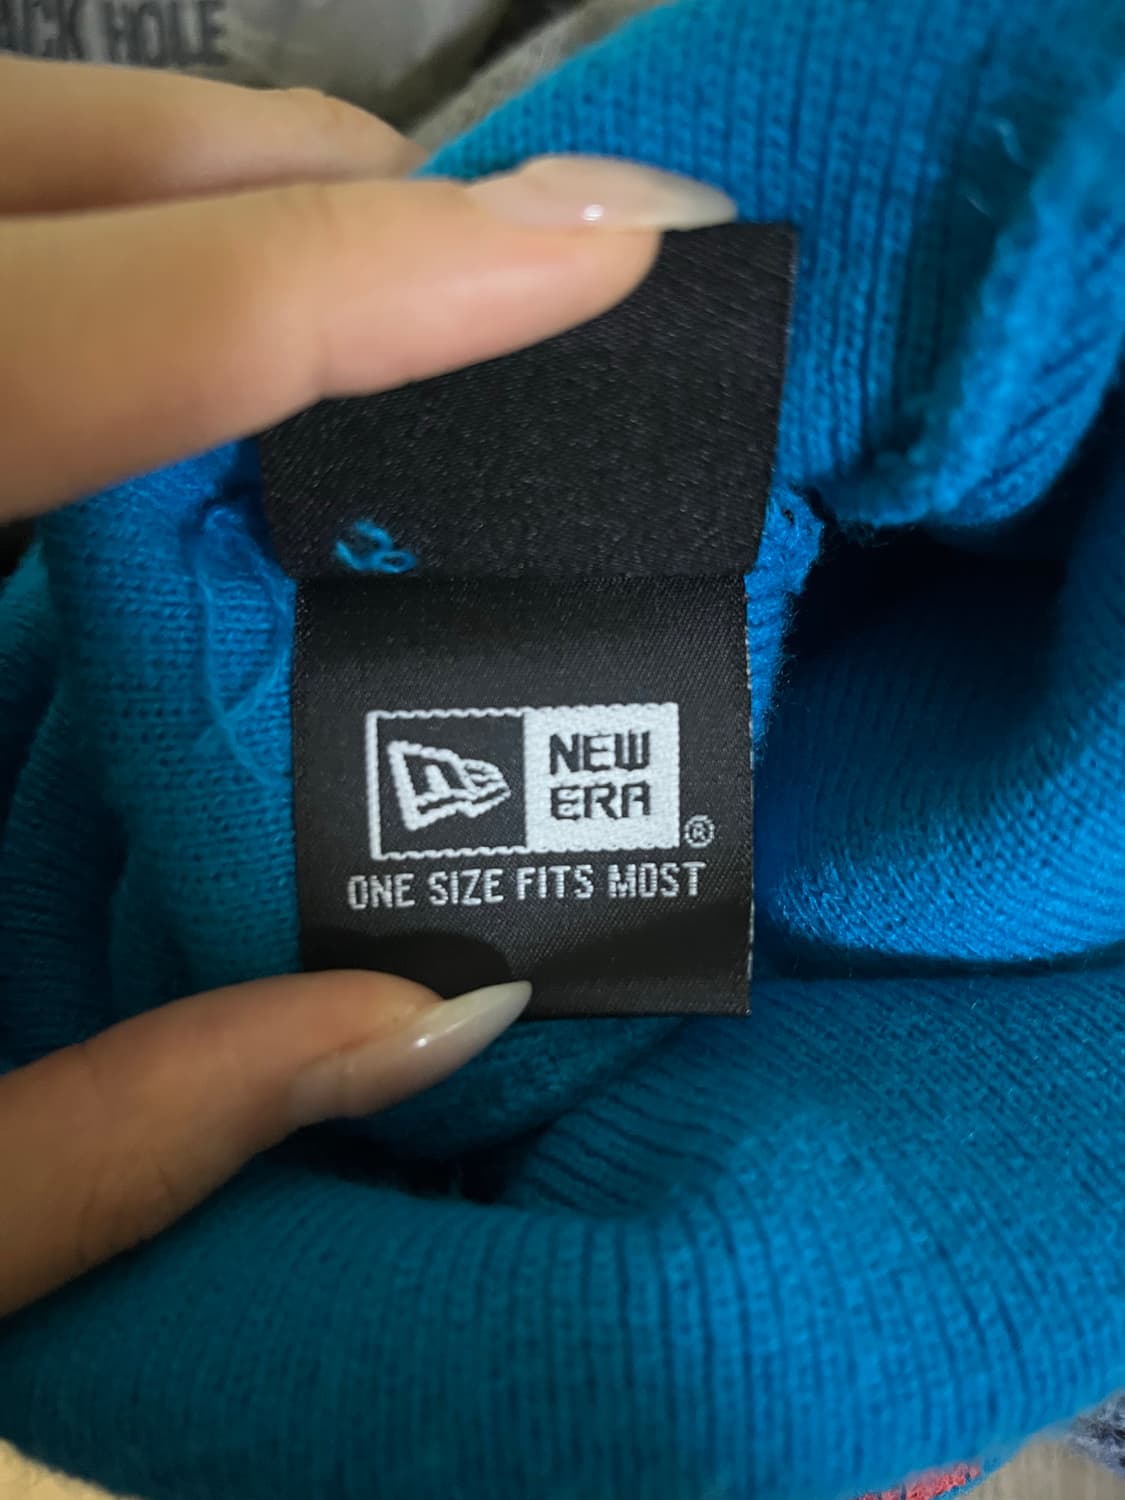 ACK HOLE
NEW
ERA
®
ONE SIZE FITS MOST